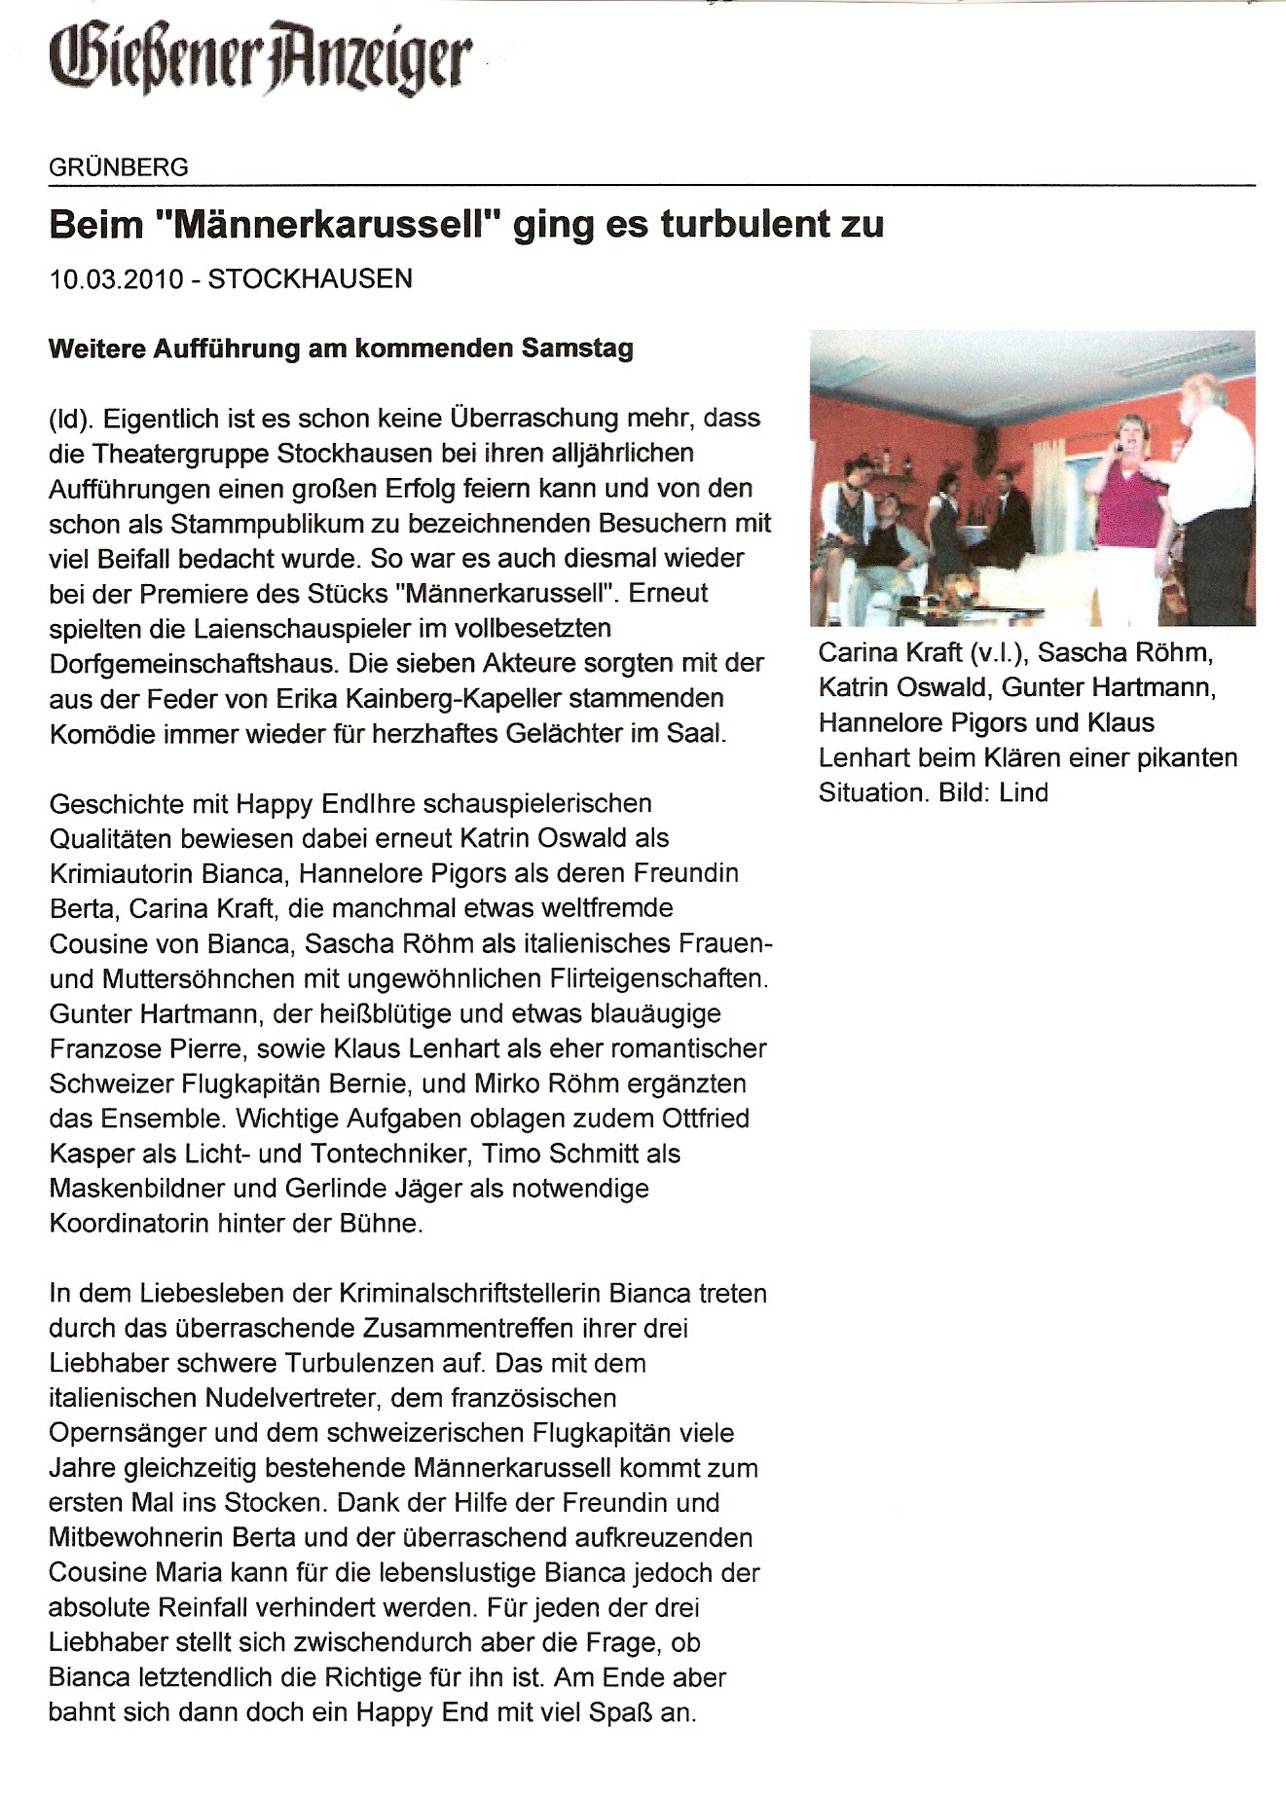 Gießener Anzeiger
GRÜNBERG
Beim "Männerkarussell" ging es turbulent zu
10.03.2010 - STOCKHAUSEN
Weitere Aufführung am kommenden Samstag
(ld). Eigentlich ist es schon keine Überraschung mehr, dass
die Theatergruppe Stockhausen bei ihren alljährlichen
Aufführungen einen großen Erfolg feiern kann und von den
schon als Stammpublikum zu bezeichnenden Besuchern mit
viel Beifall bedacht wurde. So war es auch diesmal wieder
bei der Premiere des Stücks "Männerkarussell". Erneut
spielten die Laienschauspieler im vollbesetzten
Dorfgemeinschaftshaus. Die sieben Akteure sorgten mit der
aus der Feder von Erika Kainberg-Kapeller stammenden
Komödie immer wieder für herzhaftes Gelächter im Saal.
Geschichte mit Happy EndIhre schauspielerischen
Qualitäten bewiesen dabei erneut Katrin Oswald als
Krimiautorin Bianca, Hannelore Pigors als deren Freundin
Berta, Carina Kraft, die manchmal etwas weltfremde
Cousine von Bianca, Sascha Röhm als italienisches Frauen-
und Muttersöhnchen mit ungewöhnlichen Flirteigenschaften.
Gunter Hartmann, der heißblütige und etwas blauäugige
Franzose Pierre, sowie Klaus Lenhart als eher romantischer
Schweizer Flugkapitän Bernie, und Mirko Röhm ergänzten
das Ensemble. Wichtige Aufgaben oblagen zudem Ottfried
Kasper als Licht- und Tontechniker, Timo Schmitt als
Maskenbildner und Gerlinde Jäger als notwendige
Koordinatorin hinter der Bühne.
In dem Liebesleben der Kriminalschriftstellerin Bianca treten
durch das überraschende Zusammentreffen ihrer drei
Liebhaber schwere Turbulenzen auf. Das mit dem
italienischen Nudelvertreter, dem französischen
Opernsänger und dem schweizerischen Flugkapitän viele
Jahre gleichzeitig bestehende Männerkarussell kommt zum
ersten Mal ins Stocken. Dank der Hilfe der Freundin und
Mitbewohnerin Berta und der überraschend aufkreuzenden
Cousine Maria kann für die lebenslustige Bianca jedoch der
absolute Reinfall verhindert werden. Für jeden der drei
Liebhaber stellt sich zwischendurch aber die Frage, ob
Bianca letztendlich die Richtige für ihn ist. Am Ende aber
bahnt sich dann doch ein Happy End mit viel Spaß an.
Carina Kraft (v.l.), Sascha Röhm,
Katrin Oswald, Gunter Hartmann,
Hannelore Pigors und Klaus
Lenhart beim Klären einer pikanten
Situation. Bild: Lind